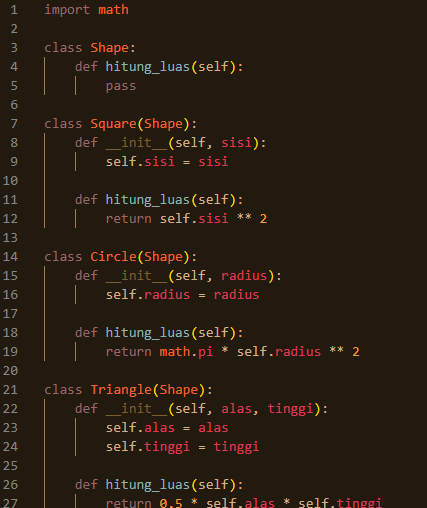 1 import math
2
3 class Shape:
4     def hitung_luas(self):
5         pass
6
7 class Square(Shape):
8     def __init__(self, sisi):
9         self.sisi = sisi
10
11     def hitung_luas(self):
12         return self.sisi ** 2
13
14 class Circle(Shape):
15     def __init__(self, radius):
16         self.radius = radius
17
18     def hitung_luas(self):
19         return math.pi * self.radius ** 2
20
21 class Triangle(Shape):
22     def __init__(self, alas, tinggi):
23         self.alas = alas
24         self.tinggi = tinggi
25
26     def hitung_luas(self):
27         return 0.5 * self.alas * self.tinggi